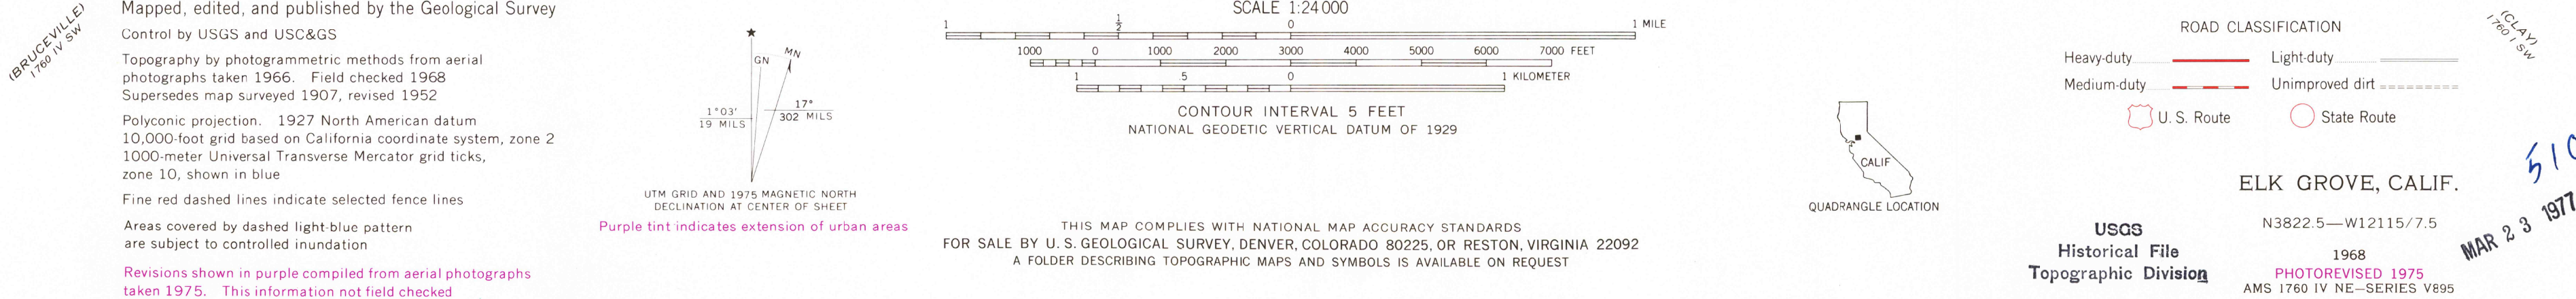 (BRUCEVILLE)
1760 IV SW
Mapped, edited, and published by the Geological Survey
Control by USGS and USC&GS
Topography by photogrammetric methods from aerial
photographs taken 1966. Field checked 1968
Supersedes map surveyed 1907, revised 1952
Polyconic projection. 1927 North American datum
10,000-foot grid based on California coordinate system, zone 2
1000-meter Universal Transverse Mercator grid ticks,
zone 10, shown in blue
Fine red dashed lines indicate selected fence lines
Areas covered by dashed light-blue pattern
are subject to controlled inundation
Revisions shown in purple compiled from aerial photographs
taken 1975. This information not field checked
★
GN
MN
1°03'
19 MILS
17°
302 MILS
UTM GRID AND 1975 MAGNETIC NORTH
DECLINATION AT CENTER OF SHEET
Purple tint indicates extension of urban areas
SCALE 1:24 000
1 ½ 0 1 MILE
1000 0 1000 2000 3000 4000 5000 6000 7000 FEET
1 .5 0 1 KILOMETER
CONTOUR INTERVAL 5 FEET
NATIONAL GEODETIC VERTICAL DATUM OF 1929
THIS MAP COMPLIES WITH NATIONAL MAP ACCURACY STANDARDS
FOR SALE BY U. S. GEOLOGICAL SURVEY, DENVER, COLORADO 80225, OR RESTON, VIRGINIA 22092
A FOLDER DESCRIBING TOPOGRAPHIC MAPS AND SYMBOLS IS AVAILABLE ON REQUEST
CALIF
QUADRANGLE LOCATION
ROAD CLASSIFICATION
Heavy-duty Light-duty
Medium-duty Unimproved dirt
U. S. Route State Route
(CLAY)
1760 I SW
510
ELK GROVE, CALIF.
N3822.5—W12115/7.5
1968
PHOTOREVISED 1975
AMS 1760 IV NE—SERIES V895
USGS
Historical File
Topographic Division
MAR 23 1977